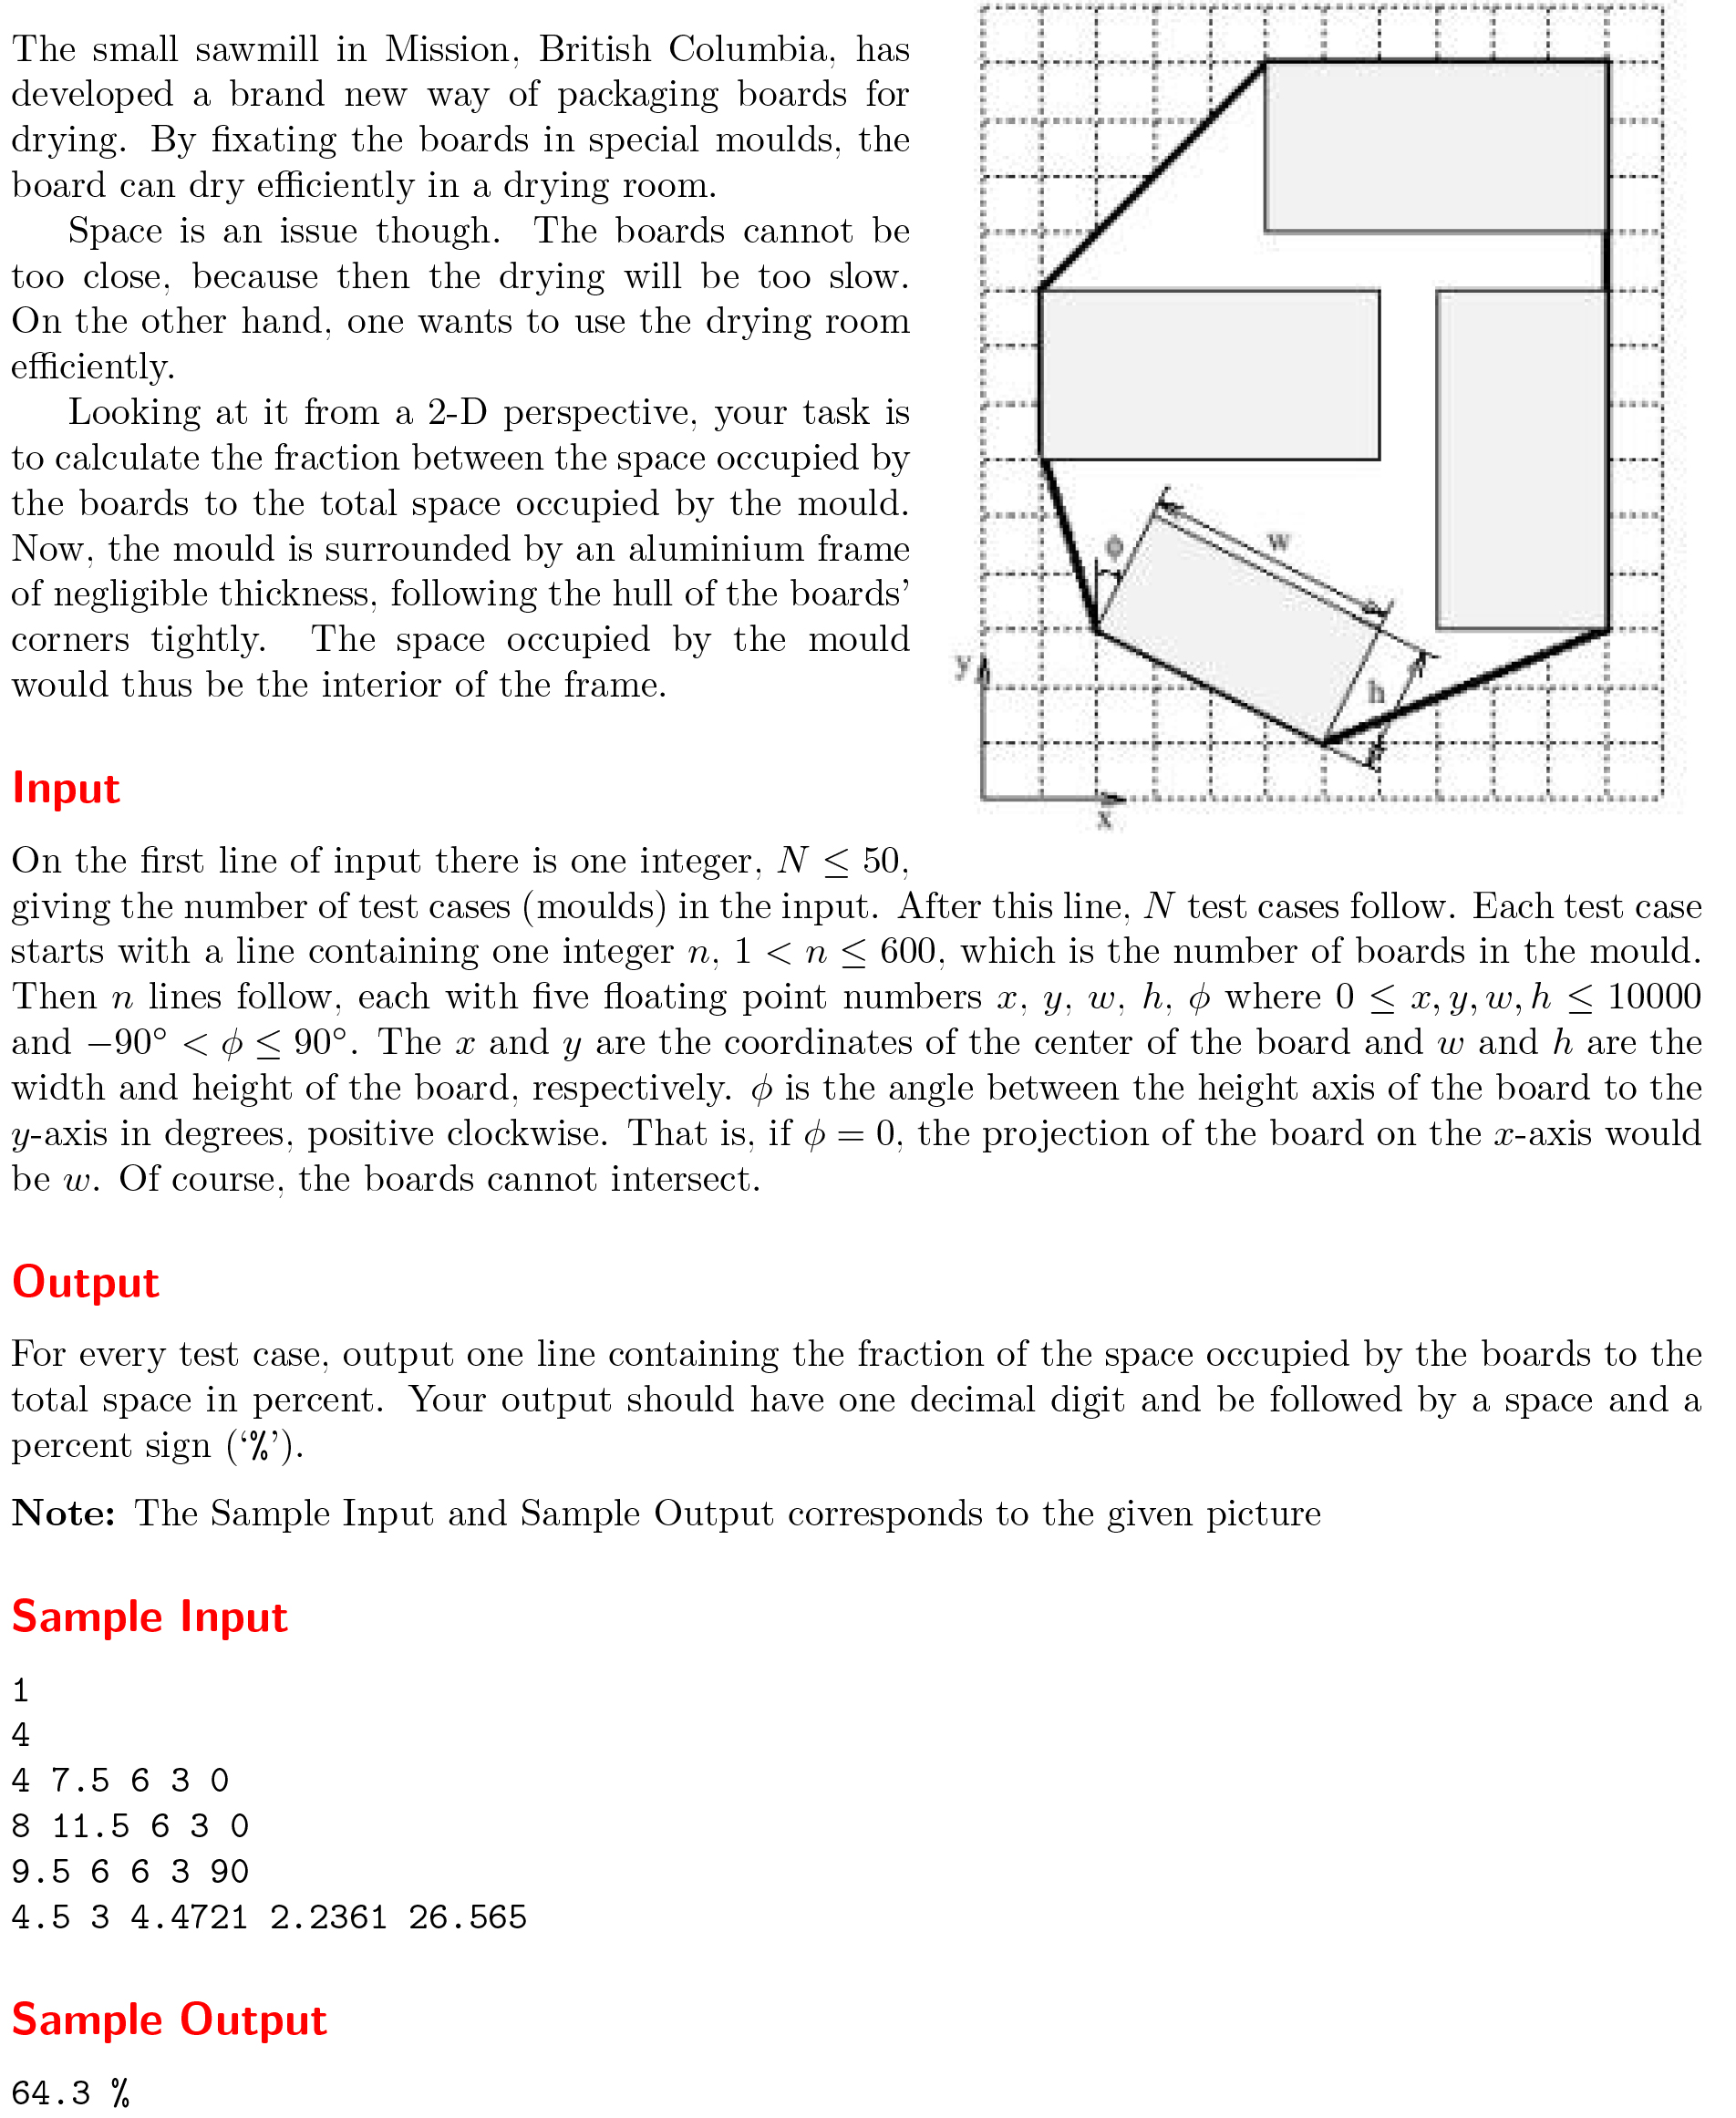 The small sawmill in Mission, British Columbia, has
developed a brand new way of packaging boards for
drying. By fixating the boards in special moulds, the
board can dry efficiently in a drying room.
Space is an issue though. The boards cannot be
too close, because then the drying will be too slow.
On the other hand, one wants to use the drying room
efficiently.
Looking at it from a 2-D perspective, your task is
to calculate the fraction between the space occupied by
the boards to the total space occupied by the mould.
Now, the mould is surrounded by an aluminium frame
of negligible thickness, following the hull of the boards'
corners tightly. The space occupied by the mould
would thus be the interior of the frame.
ϕ
w
h
y
x
Input
On the first line of input there is one integer, N ≤ 50,
giving the number of test cases (moulds) in the input. After this line, N test cases follow. Each test case
starts with a line containing one integer n, 1 < n ≤ 600, which is the number of boards in the mould.
Then n lines follow, each with five floating point numbers x, y, w, h, ϕ where 0 ≤ x, y, w, h ≤ 10000
and −90° < ϕ ≤ 90°. The x and y are the coordinates of the center of the board and w and h are the
width and height of the board, respectively. ϕ is the angle between the height axis of the board to the
y-axis in degrees, positive clockwise. That is, if ϕ = 0, the projection of the board on the x-axis would
be w. Of course, the boards cannot intersect.
Output
For every test case, output one line containing the fraction of the space occupied by the boards to the
total space in percent. Your output should have one decimal digit and be followed by a space and a
percent sign (‘%’).
Note: The Sample Input and Sample Output corresponds to the given picture
Sample Input
1
4
4 7.5 6 3 0
8 11.5 6 3 0
9.5 6 6 3 90
4.5 3 4.4721 2.2361 26.565
Sample Output
64.3 %